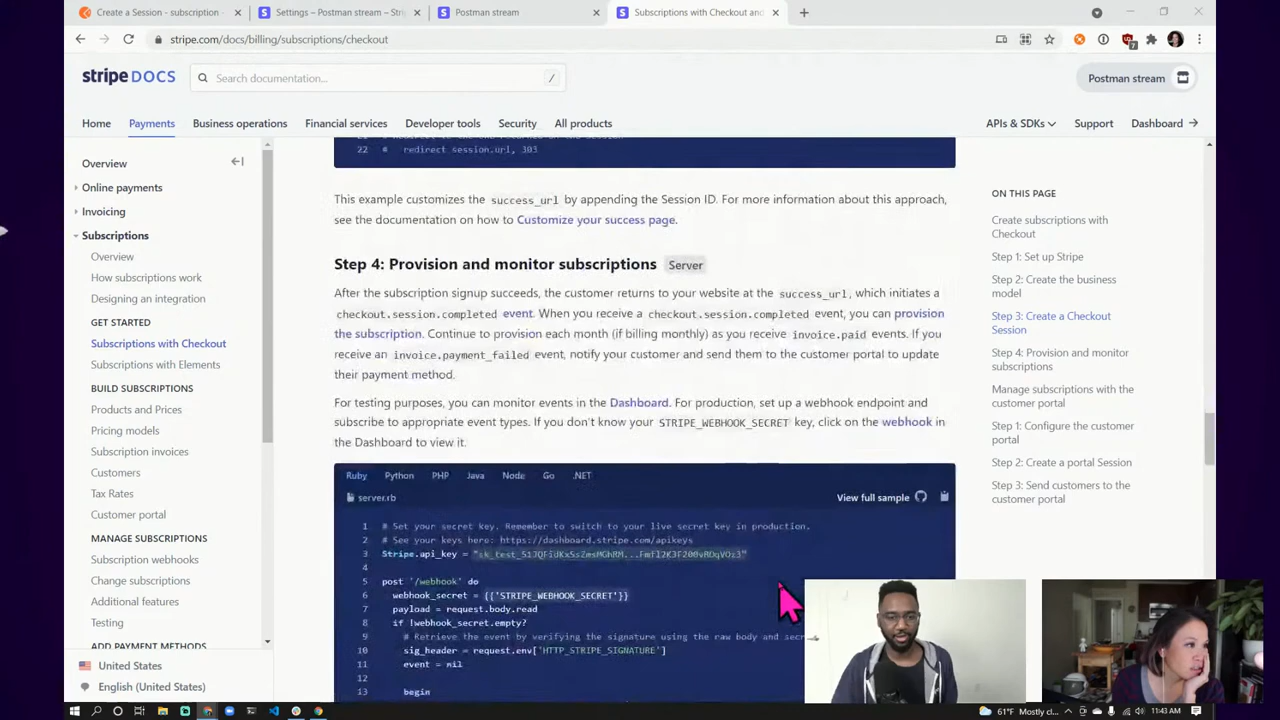 Create a Session - subscription -
Settings – Postman stream – Str
Postman stream
Subscriptions with Checkout and
stripe.com/docs/billing/subscriptions/checkout
7
stripe DOCS
Search documentation...
/
Postman stream
Home
Payments
Business operations
Financial services
Developer tools
Security
All products
APIs & SDKs
Support
Dashboard
Overview
Online payments
Invoicing
Subscriptions
Overview
How subscriptions work
Designing an integration
GET STARTED
Subscriptions with Checkout
Subscriptions with Elements
BUILD SUBSCRIPTIONS
Products and Prices
Pricing models
Subscription invoices
Customers
Tax Rates
Customer portal
MANAGE SUBSCRIPTIONS
Subscription webhooks
Change subscriptions
Additional features
Testing
ADD PAYMENT METHODS
United States
English (United States)
22 # redirect session.url, 303
This example customizes the success_url by appending the Session ID. For more information about this approach,
see the documentation on how to Customize your success page.
Step 4: Provision and monitor subscriptions Server
After the subscription signup succeeds, the customer returns to your website at the success_url, which initiates a
checkout.session.completed event. When you receive a checkout.session.completed event, you can provision
the subscription. Continue to provision each month (if billing monthly) as you receive invoice.paid events. If you
receive an invoice.payment_failed event, notify your customer and send them to the customer portal to update
their payment method.
For testing purposes, you can monitor events in the Dashboard. For production, set up a webhook endpoint and
subscribe to appropriate event types. If you don't know your STRIPE_WEBHOOK_SECRET key, click on the webhook in
the Dashboard to view it.
Ruby Python PHP Java Node Go .NET
server.rb
View full sample
1 # Set your secret key. Remember to switch to your live secret key in production.
2 # See your keys here: https://dashboard.stripe.com/apikeys
3 Stripe.api_key =
4
5 post '/webhook' do
6 webhook_secret = {{'STRIPE_WEBHOOK_SECRET'}}
7 payload = request.body.read
8 if !webhook_secret.empty?
9 # Retrieve the event by verifying the signature using the raw body and secr
10 sig_header = request.env['HTTP_STRIPE_SIGNATURE']
11 event = nil
12
13 begin
ON THIS PAGE
Create subscriptions with
Checkout
Step 1: Set up Stripe
Step 2: Create the business
model
Step 3: Create a Checkout
Session
Step 4: Provision and monitor
subscriptions
Manage subscriptions with the
customer portal
Step 1: Configure the customer
portal
Step 2: Create a portal Session
Step 3: Send customers to the
customer portal
61°F Mostly cl...
11:43 AM